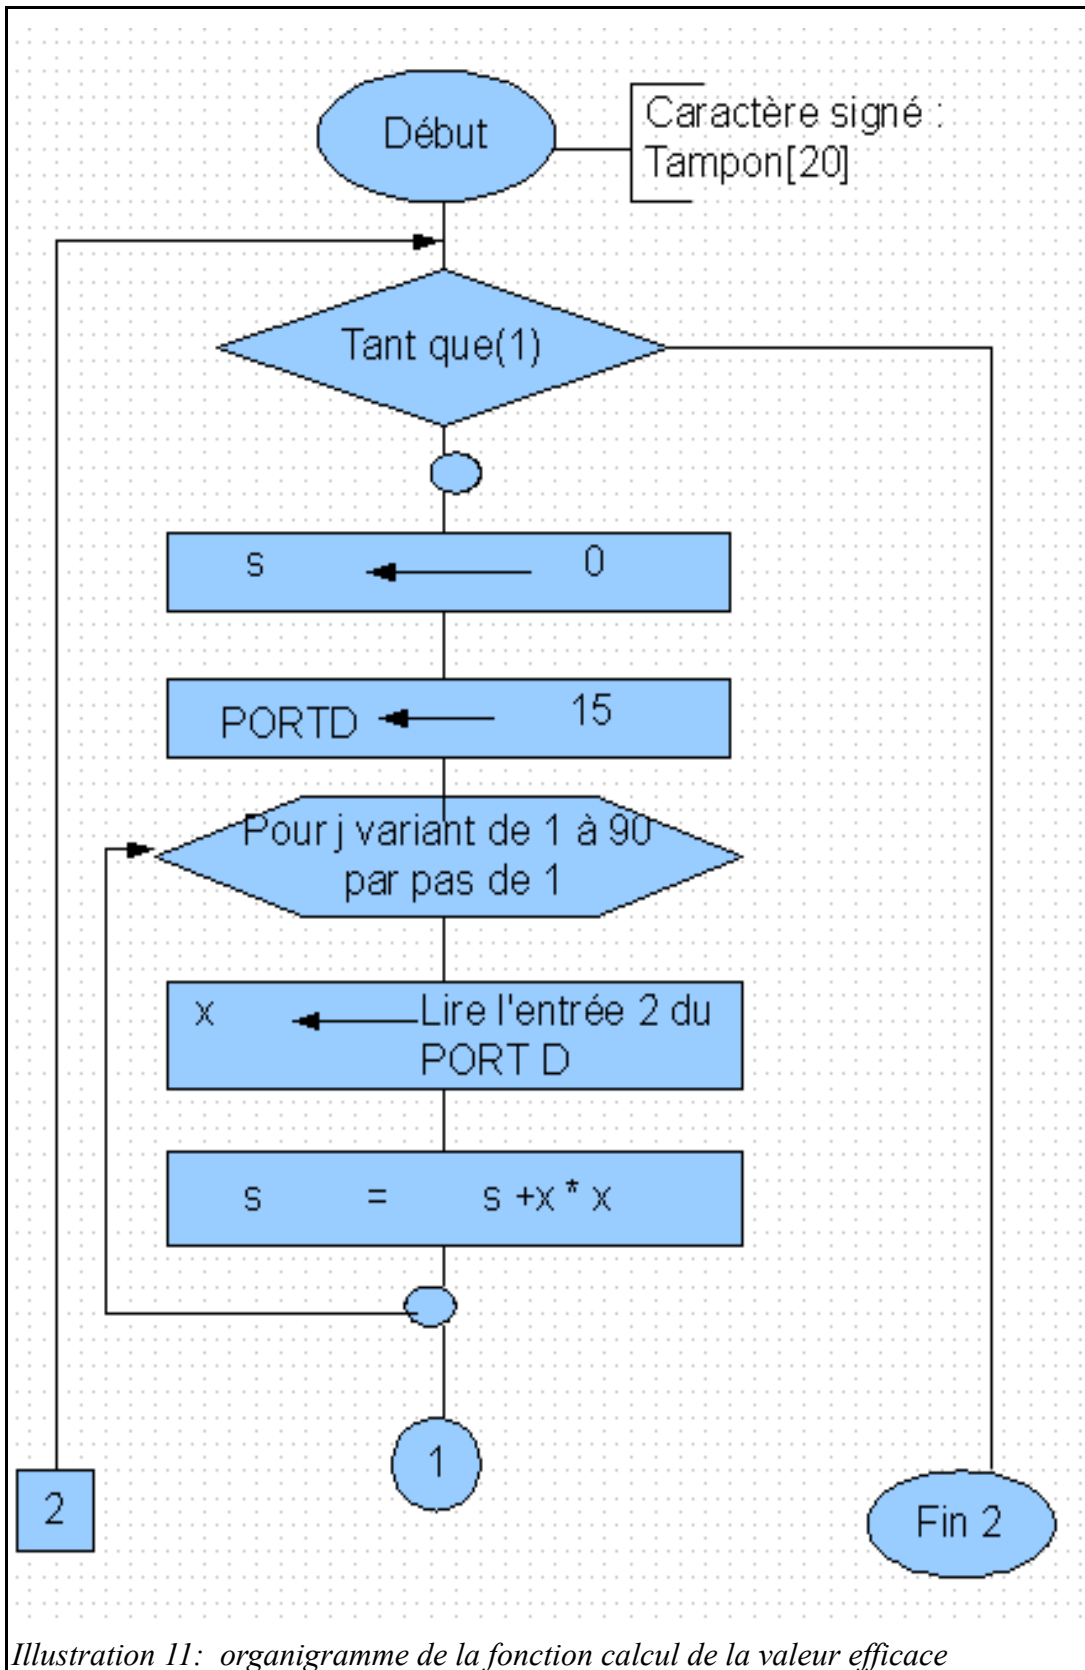 Début
Caractère signé :
Tampon[20]
Tant que(1)
s 0
PORTD 15
Pour j variant de 1 à 90
par pas de 1
x Lire l'entrée 2 du
PORT D
s = s +x * x
1
2
Fin 2
Illustration 11: organigramme de la fonction calcul de la valeur efficace